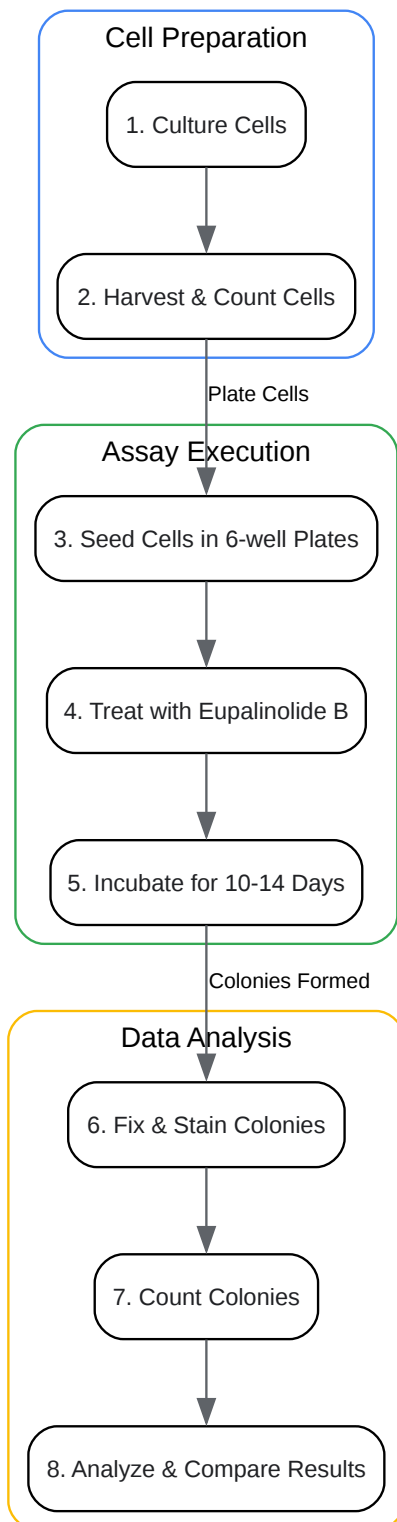 Cell Preparation
1. Culture Cells
2. Harvest & Count Cells
Plate Cells
Assay Execution
3. Seed Cells in 6-well Plates
4. Treat with Eupalinolide B
5. Incubate for 10-14 Days
Colonies Formed
Data Analysis
6. Fix & Stain Colonies
7. Count Colonies
8. Analyze & Compare Results